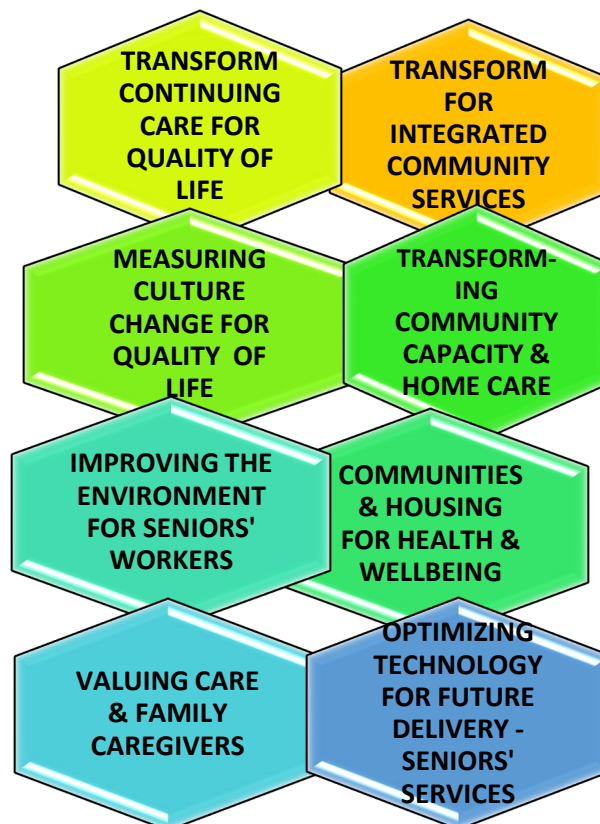 TRANSFORM
CONTINUING
CARE FOR
QUALITY OF
LIFE
TRANSFORM
FOR
INTEGRATED
COMMUNITY
SERVICES
MEASURING
CULTURE
CHANGE FOR
QUALITY OF
LIFE
TRANSFORM-
ING
COMMUNITY
CAPACITY &
HOME CARE
IMPROVING THE
ENVIRONMENT
FOR SENIORS'
WORKERS
COMMUNITIES
& HOUSING
FOR HEALTH &
WELLBEING
VALUING CARE
& FAMILY
CAREGIVERS
OPTIMIZING
TECHNOLOGY
FOR FUTURE
DELIVERY -
SENIORS'
SERVICES